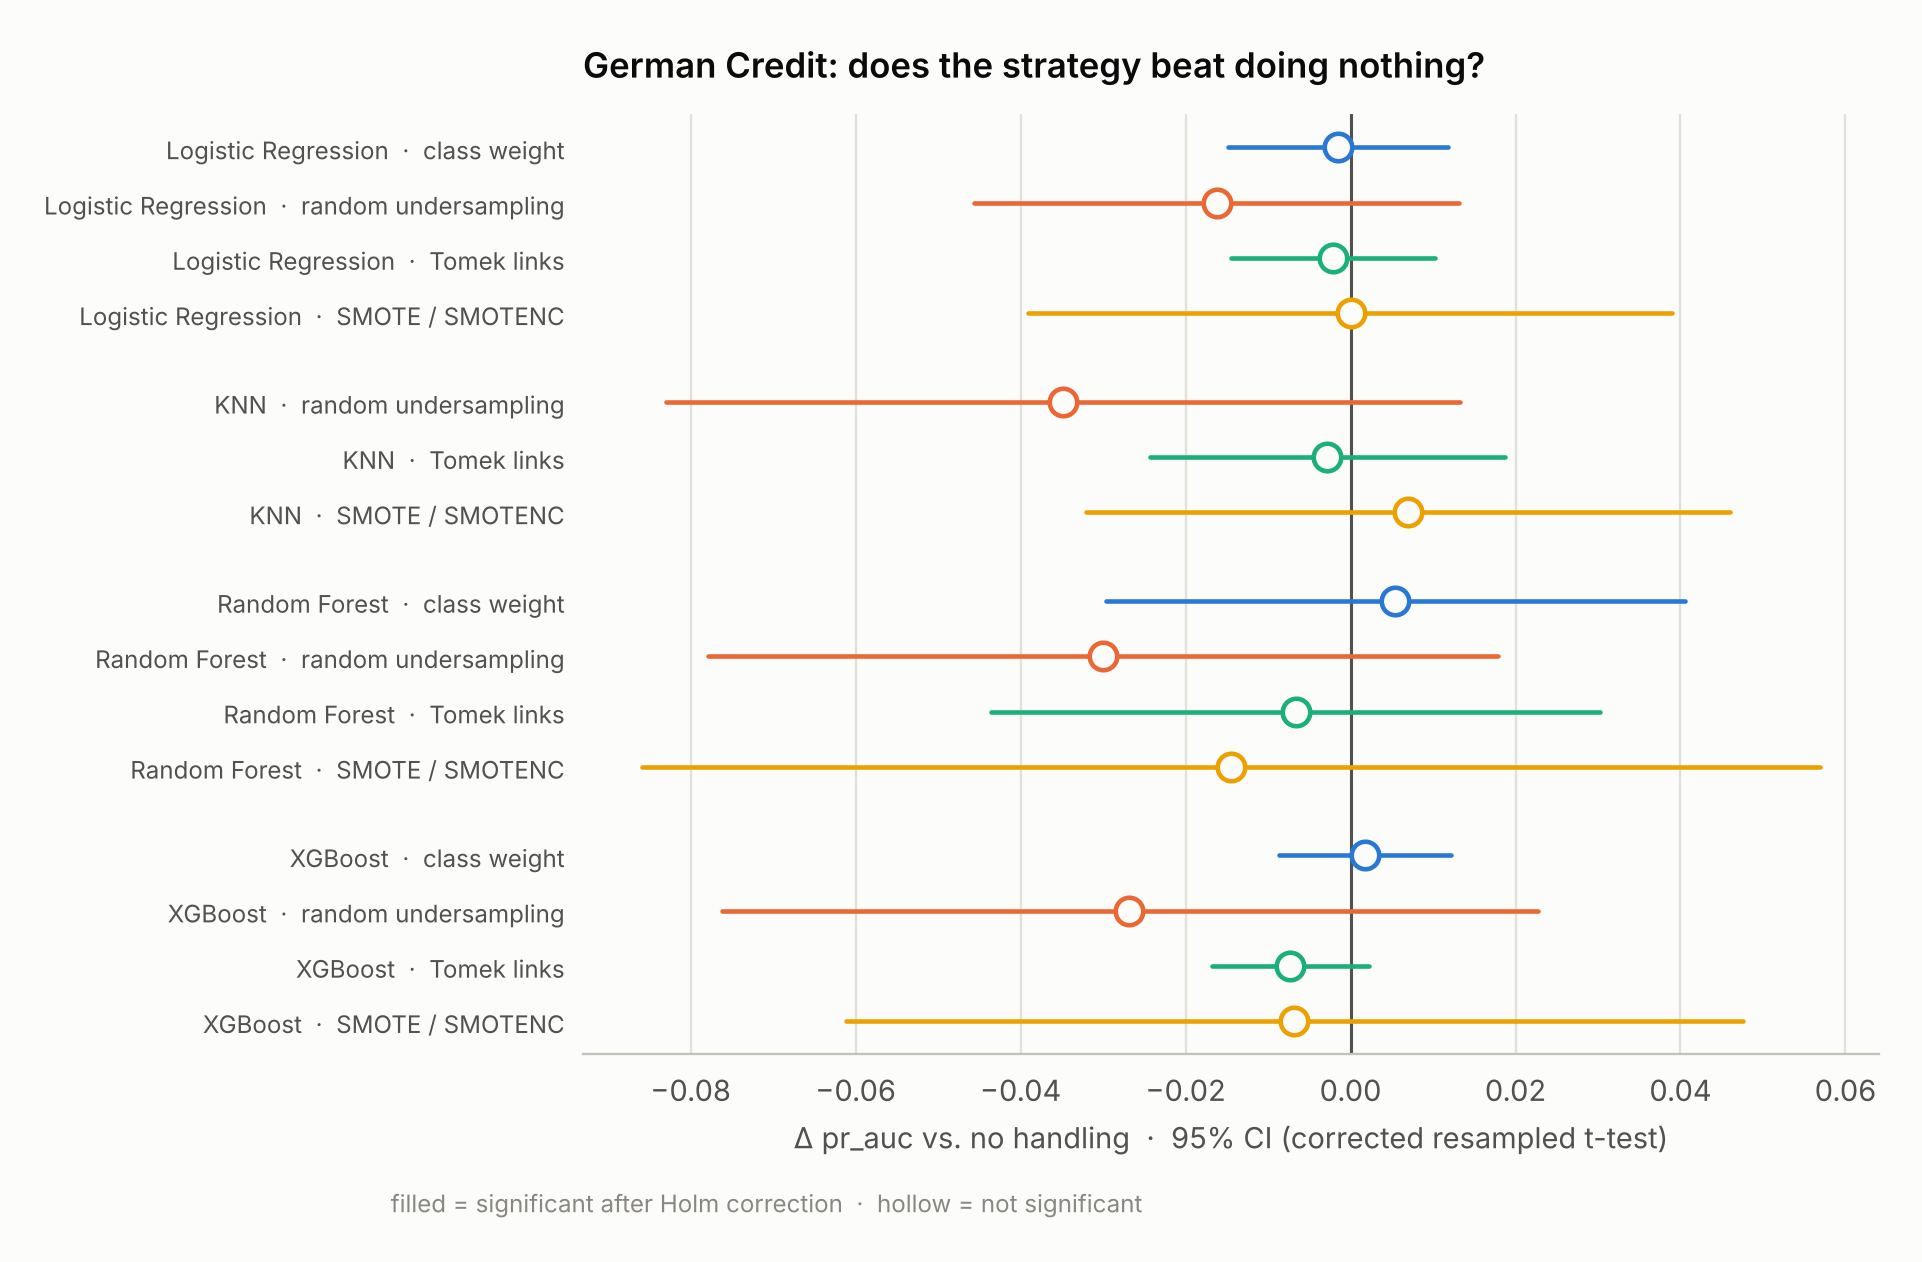 German Credit: does the strategy beat doing nothing?
Logistic Regression · class weight
Logistic Regression · random undersampling
Logistic Regression · Tomek links
Logistic Regression · SMOTE / SMOTENC
KNN · random undersampling
KNN · Tomek links
KNN · SMOTE / SMOTENC
Random Forest · class weight
Random Forest · random undersampling
Random Forest · Tomek links
Random Forest · SMOTE / SMOTENC
XGBoost · class weight
XGBoost · random undersampling
XGBoost · Tomek links
XGBoost · SMOTE / SMOTENC
−0.08 −0.06 −0.04 −0.02 0.00 0.02 0.04 0.06
Δ pr_auc vs. no handling · 95% CI (corrected resampled t-test)
filled = significant after Holm correction · hollow = not significant